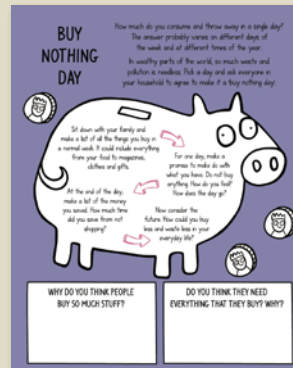 BUY
NOTHING
DAY
How much do you consume and throw away in a single day?
The answer probably varies on different days of
the week and at different times of the year.
In wealthy parts of the world, so much waste and
pollution is needless. Pick a day and ask everyone in
your household to agree to make it a buy nothing day.
Sit down with your family and
make a list of all the things you buy in
a normal week. It could include everything
from your food to magazines,
clothes and gifts.
For one day, make a
promise to make do with
what you have. Do not buy
anything. How do you feel?
How does the day go?
At the end of the day,
make a list of the money
you saved. How much time
did you save from not
shopping?
Now consider the
future. How could you buy
less and waste less in your
everyday life?
WHY DO YOU THINK PEOPLE
BUY SO MUCH STUFF?
DO YOU THINK THEY NEED
EVERYTHING THAT THEY BUY? WHY?